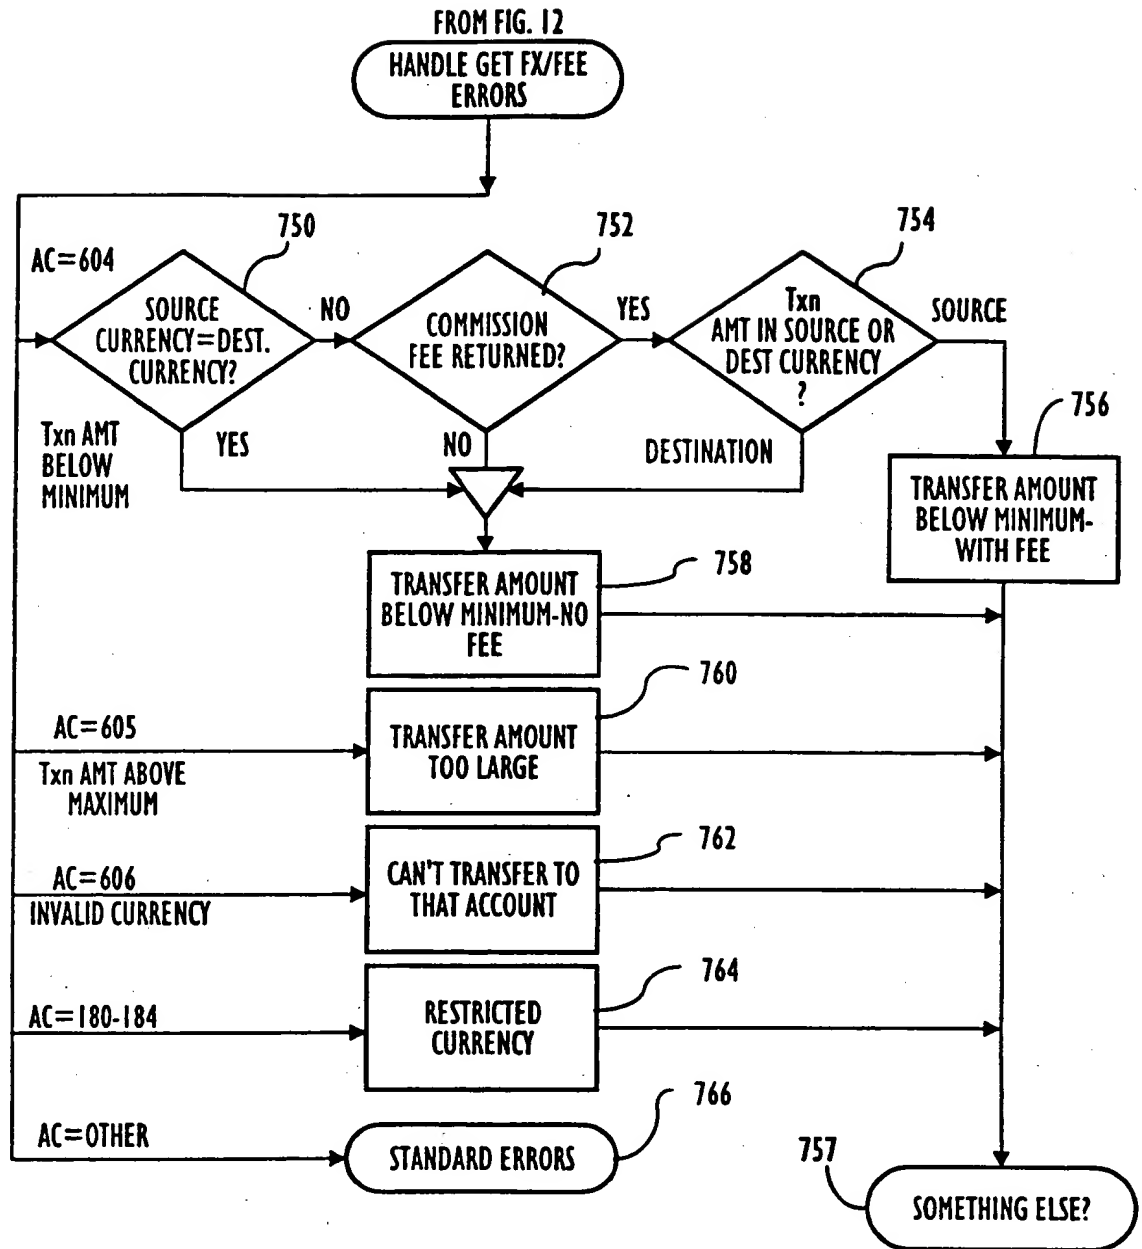 FROM FIG. 12
HANDLE GET FX/FEE
ERRORS
750
752
754
AC=604
SOURCE
CURRENCY=DEST.
CURRENCY?
NO
COMMISSION
FEE RETURNED?
YES
Txn
AMT IN SOURCE OR
DEST CURRENCY
?
SOURCE
756
Txn AMT
BELOW
MINIMUM
YES
NO
DESTINATION
TRANSFER AMOUNT
BELOW MINIMUM-
WITH FEE
758
TRANSFER AMOUNT
BELOW MINIMUM-NO
FEE
760
AC=605
Txn AMT ABOVE
MAXIMUM
TRANSFER AMOUNT
TOO LARGE
762
AC=606
INVALID CURRENCY
CAN'T TRANSFER TO
THAT ACCOUNT
764
AC=180-184
RESTRICTED
CURRENCY
766
AC=OTHER
STANDARD ERRORS
757
SOMETHING ELSE?